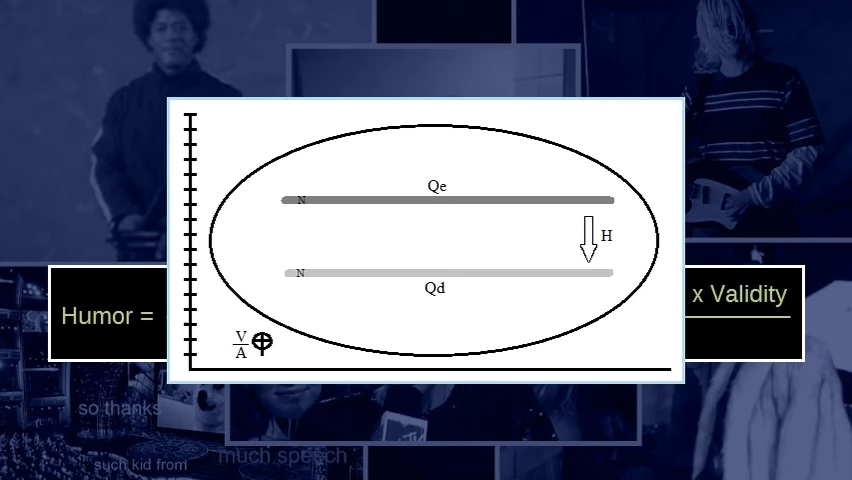 Qe
N
H
N
Qd
V
A
Humor =
x Validity
so thanks
such kid from
much speech